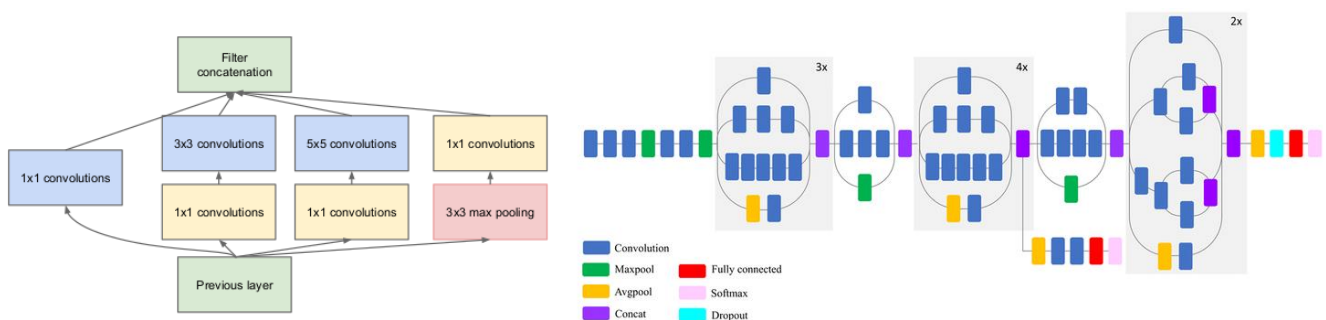 Filter
concatenation
3x3 convolutions
5x5 convolutions
1x1 convolutions
1x1 convolutions
1x1 convolutions
1x1 convolutions
3x3 max pooling
Previous layer
3x
4x
2x
Convolution
Maxpool
Avgpool
Concat
Fully connected
Softmax
Dropout